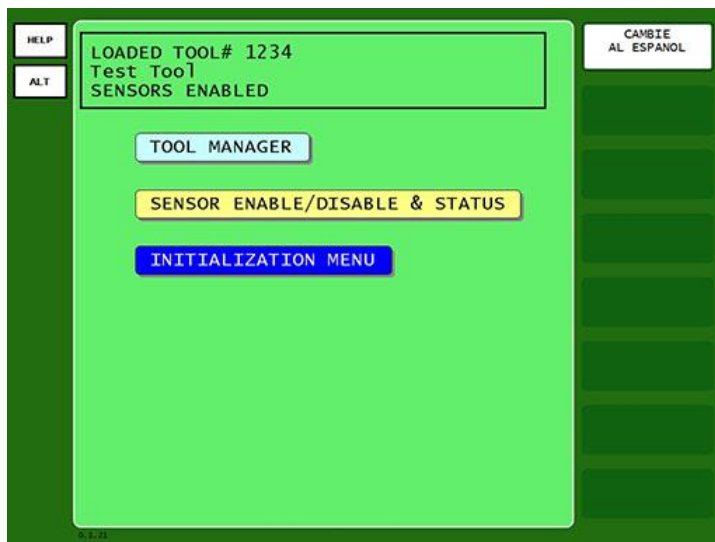 HELP
ALT
LOADED TOOL# 1234
Test Tool
SENSORS ENABLED
TOOL MANAGER
SENSOR ENABLE/DISABLE & STATUS
INITIALIZATION MENU
CAMBIE
AL ESPANOL